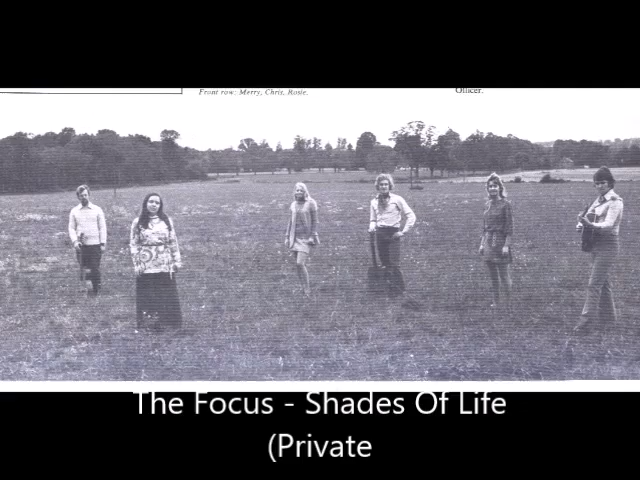 Front row: Merry, Chris, Rosie.
Officer.
The Focus - Shades Of Life
(Private